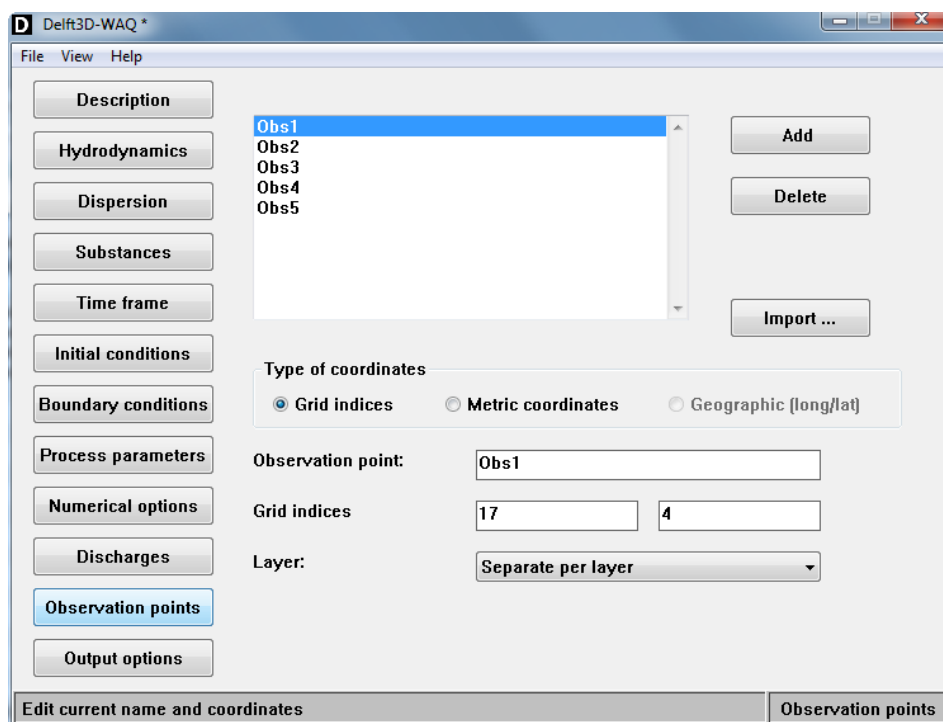 D Delft3D-WAQ *
File View Help
Description
Hydrodynamics
Dispersion
Substances
Time frame
Initial conditions
Boundary conditions
Process parameters
Numerical options
Discharges
Observation points
Output options
Obs1
Obs2
Obs3
Obs4
Obs5
Add
Delete
Import ...
Type of coordinates
Grid indices Metric coordinates Geographic (long/lat)
Observation point: Obs1
Grid indices 17 4
Layer: Separate per layer
Edit current name and coordinates Observation points